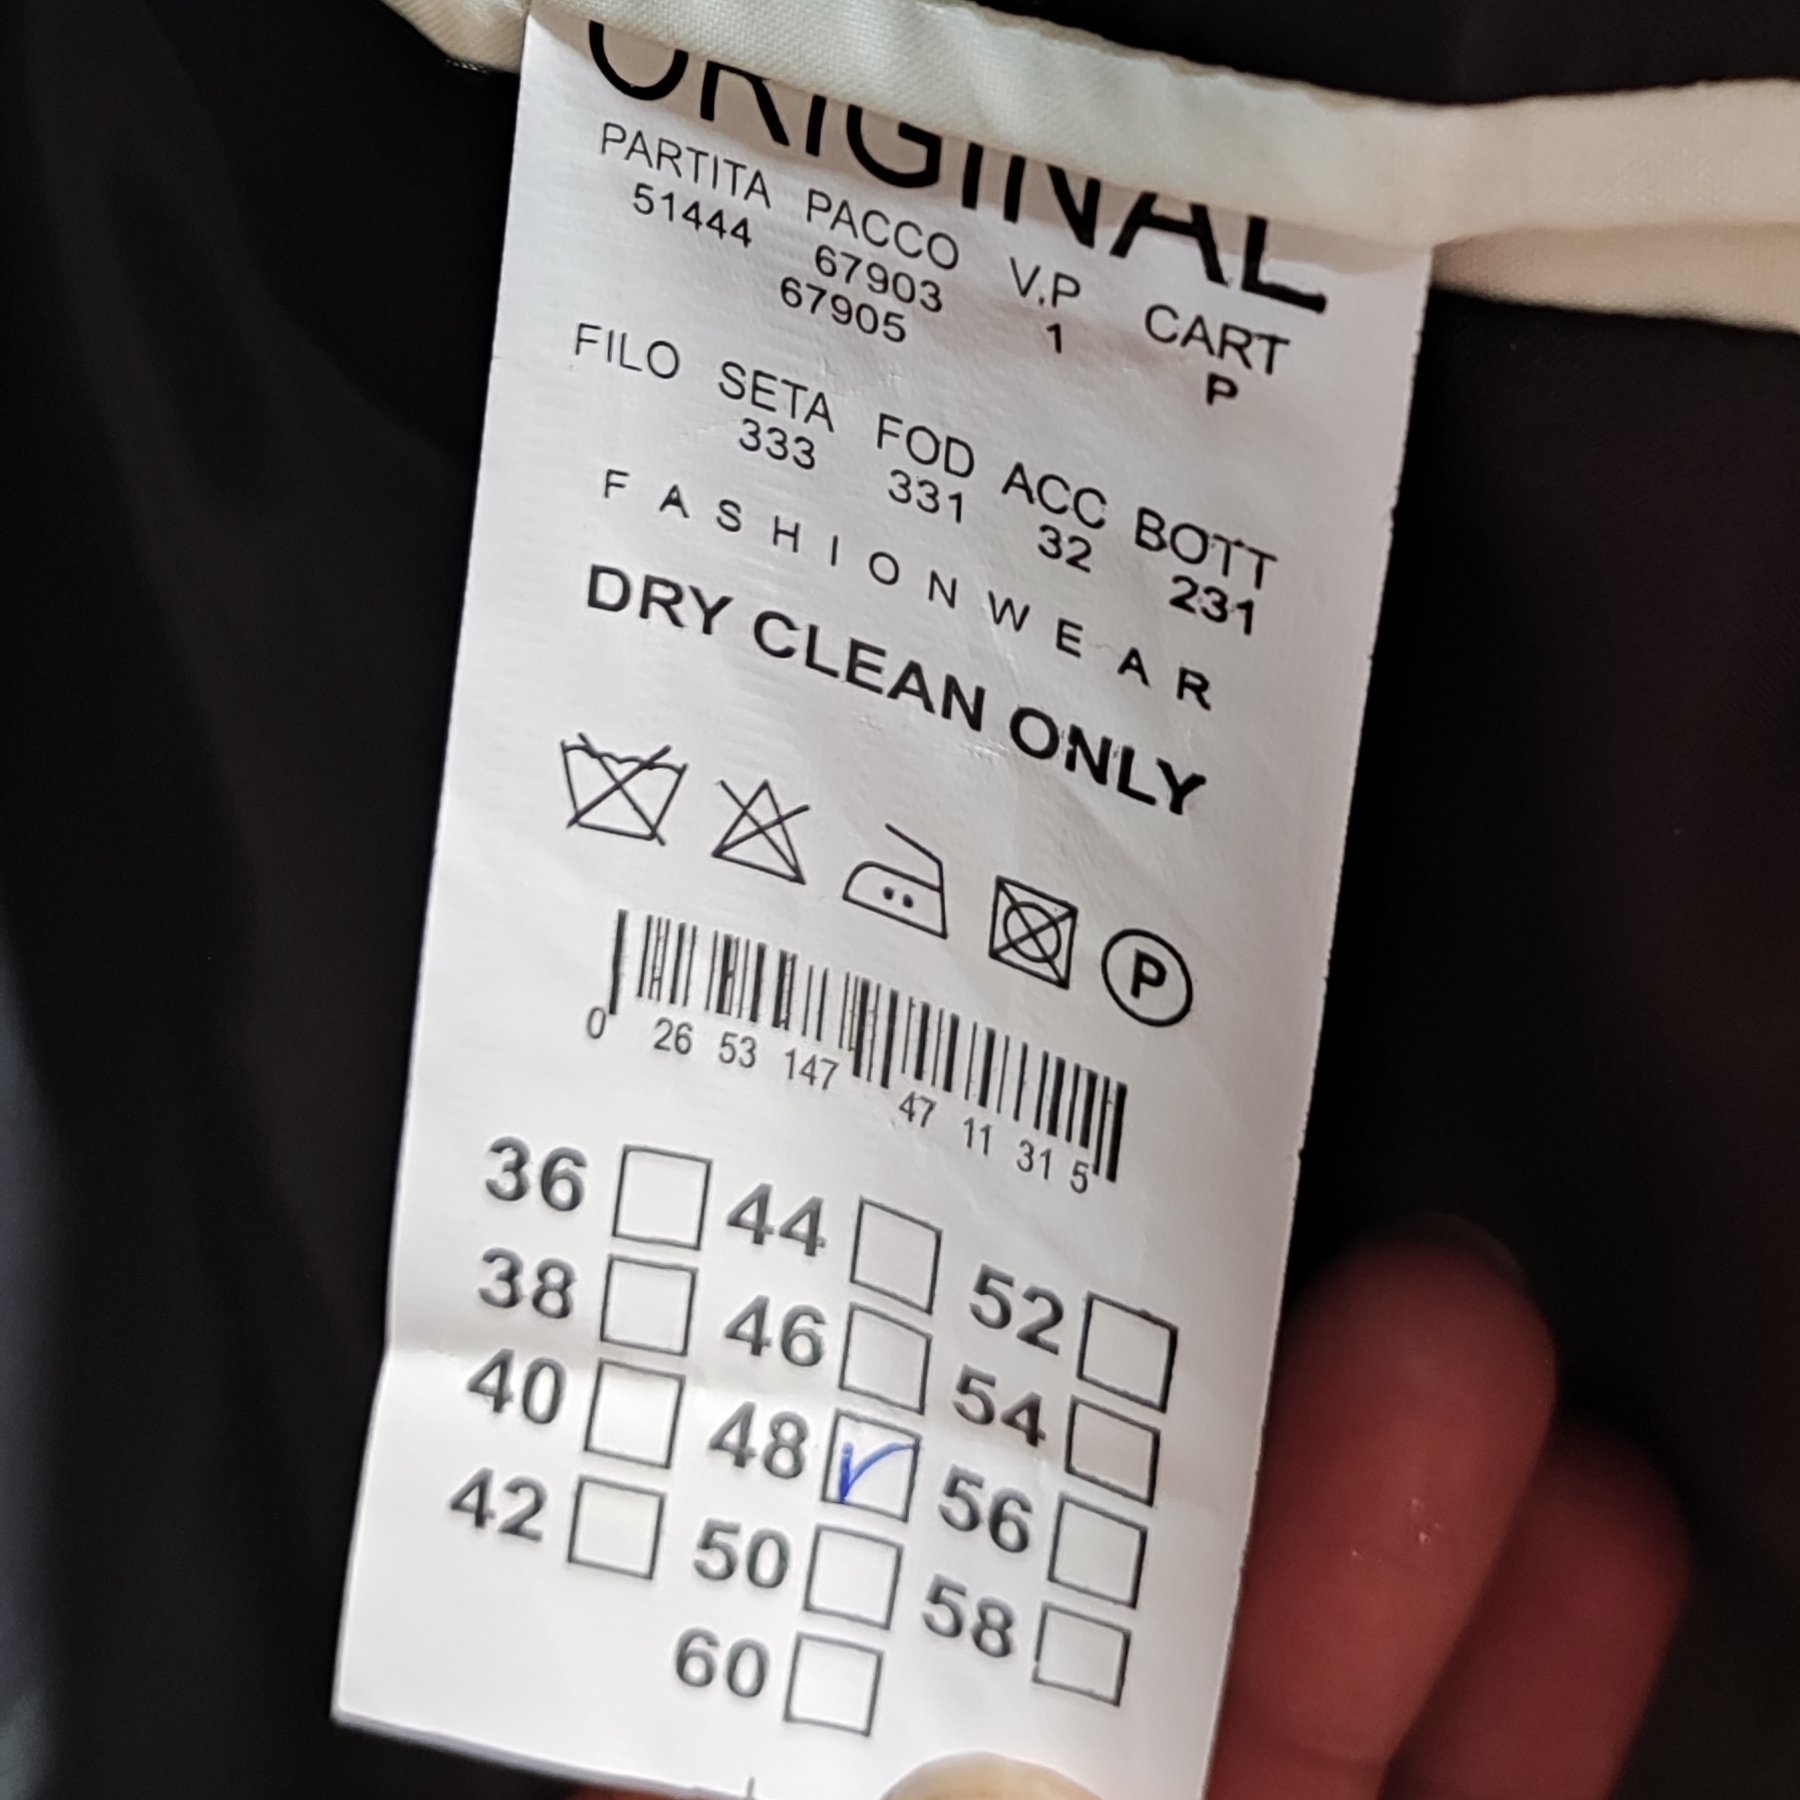 ORIGINAL
PARTITA PACCO V.P CART
51444 67903 1 P
67905
FILO SETA FOD ACC BOTT
333 331 32 231
FASHIONWEAR
DRY CLEAN ONLY
P
0 26 53 147 47 11 31 5
36 44 52
38 46 54
40 48 56
42 50 58
60